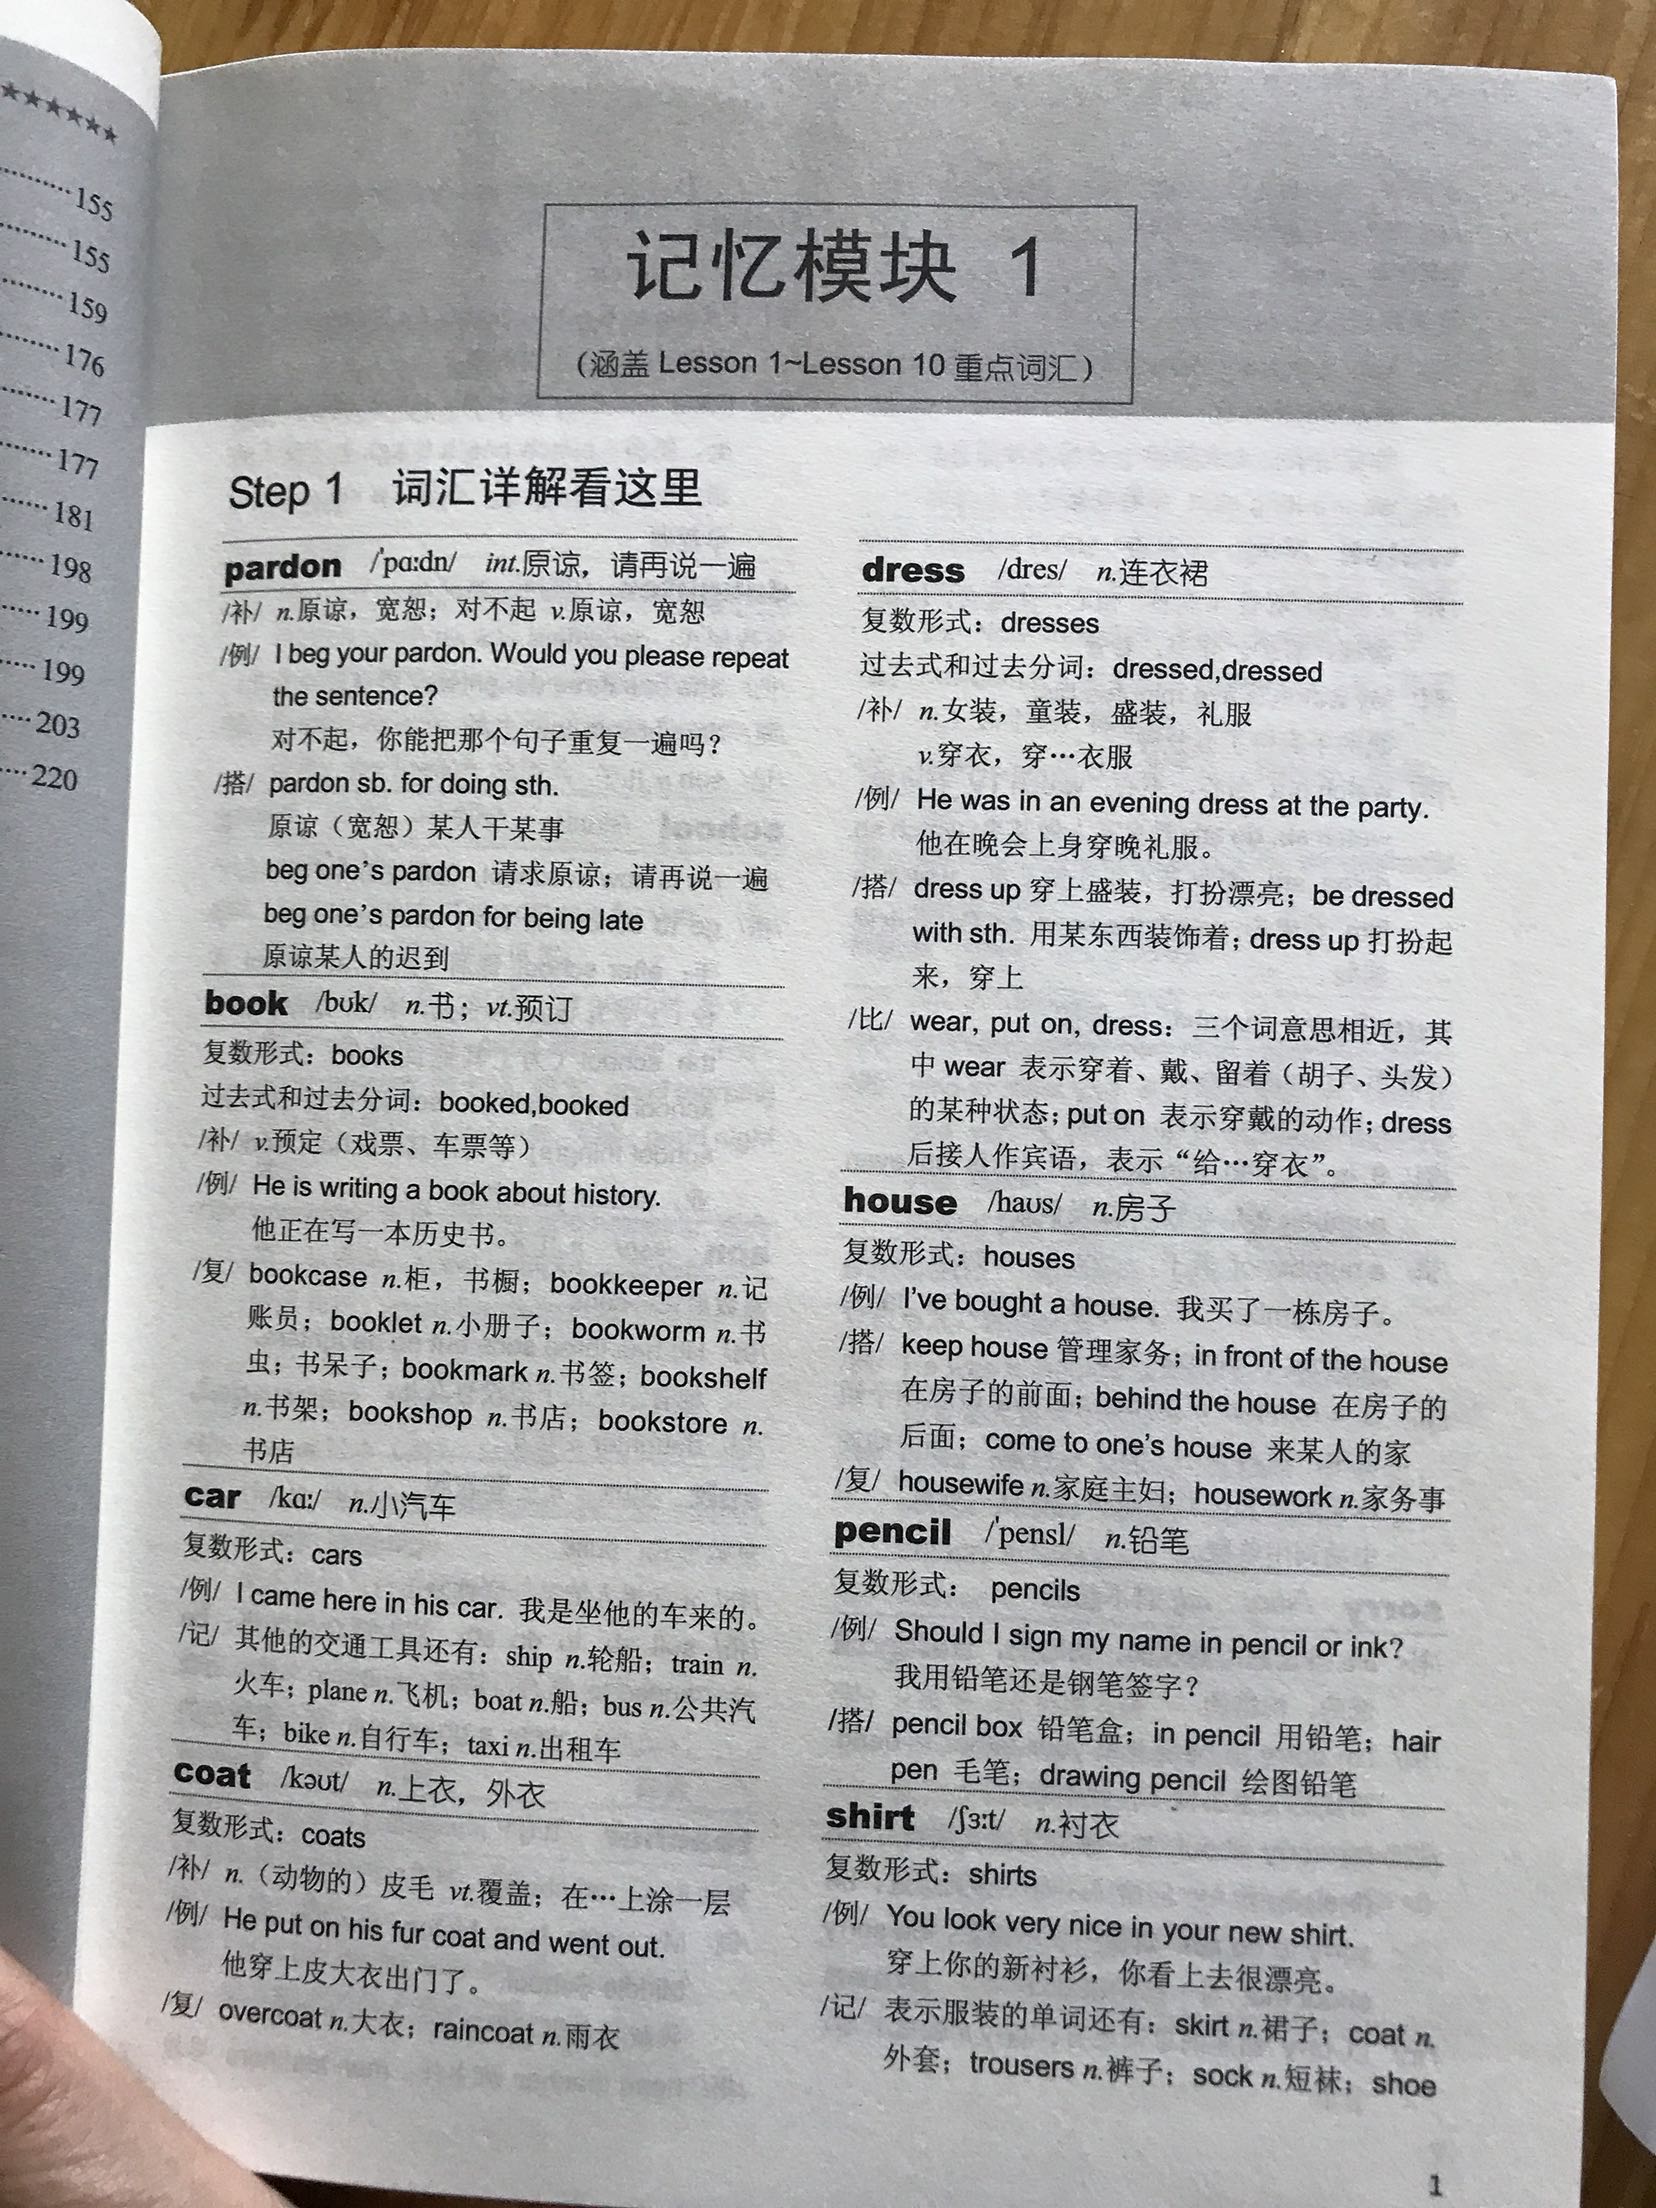 ★★★★★★
155
155
159
176
177
177
181
198
199
199
203
220
记忆模块 1
(涵盖 Lesson 1~Lesson 10 重点词汇)
Step 1 词汇详解看这里
pardon /ˈpɑːdn/ int.原谅，请再说一遍
/补/ n.原谅，宽恕；对不起 v.原谅，宽恕
/例/ I beg your pardon. Would you please repeat
the sentence?
对不起，你能把那个句子重复一遍吗？
/搭/ pardon sb. for doing sth.
原谅（宽恕）某人干某事
beg one's pardon 请求原谅；请再说一遍
beg one's pardon for being late
原谅某人的迟到
book /bʊk/ n.书；vt.预订
复数形式：books
过去式和过去分词：booked,booked
/补/ v.预定（戏票、车票等）
/例/ He is writing a book about history.
他正在写一本历史书。
/复/ bookcase n.柜，书橱；bookkeeper n.记
账员；booklet n.小册子；bookworm n.书
虫；书呆子；bookmark n.书签；bookshelf
n.书架；bookshop n.书店；bookstore n.
书店
car /kɑː/ n.小汽车
复数形式：cars
/例/ I came here in his car. 我是坐他的车来的。
/记/ 其他的交通工具还有：ship n.轮船；train n.
火车；plane n.飞机；boat n.船；bus n.公共汽
车；bike n.自行车；taxi n.出租车
coat /kəʊt/ n.上衣，外衣
复数形式：coats
/补/ n.（动物的）皮毛 vt.覆盖；在…上涂一层
/例/ He put on his fur coat and went out.
他穿上皮大衣出门了。
/复/ overcoat n.大衣；raincoat n.雨衣
dress /dres/ n.连衣裙
复数形式：dresses
过去式和过去分词：dressed,dressed
/补/ n.女装，童装，盛装，礼服
v.穿衣，穿…衣服
/例/ He was in an evening dress at the party.
他在晚会上身穿晚礼服。
/搭/ dress up 穿上盛装，打扮漂亮；be dressed
with sth. 用某东西装饰着；dress up 打扮起
来，穿上
/比/ wear, put on, dress：三个词意思相近，其
中 wear 表示穿着、戴、留着（胡子、头发）
的某种状态；put on 表示穿戴的动作；dress
后接人作宾语，表示“给…穿衣”。
house /haʊs/ n.房子
复数形式：houses
/例/ I've bought a house. 我买了一栋房子。
/搭/ keep house 管理家务；in front of the house
在房子的前面；behind the house 在房子的
后面；come to one's house 来某人的家
/复/ housewife n.家庭主妇；housework n.家务事
pencil /ˈpensl/ n.铅笔
复数形式： pencils
/例/ Should I sign my name in pencil or ink?
我用铅笔还是钢笔签字？
/搭/ pencil box 铅笔盒；in pencil 用铅笔；hair
pen 毛笔；drawing pencil 绘图铅笔
shirt /ʃɜːt/ n.衬衣
复数形式：shirts
/例/ You look very nice in your new shirt.
穿上你的新衬衫，你看上去很漂亮。
/记/ 表示服装的单词还有：skirt n.裙子；coat n.
外套；trousers n.裤子；sock n.短袜；shoe
1